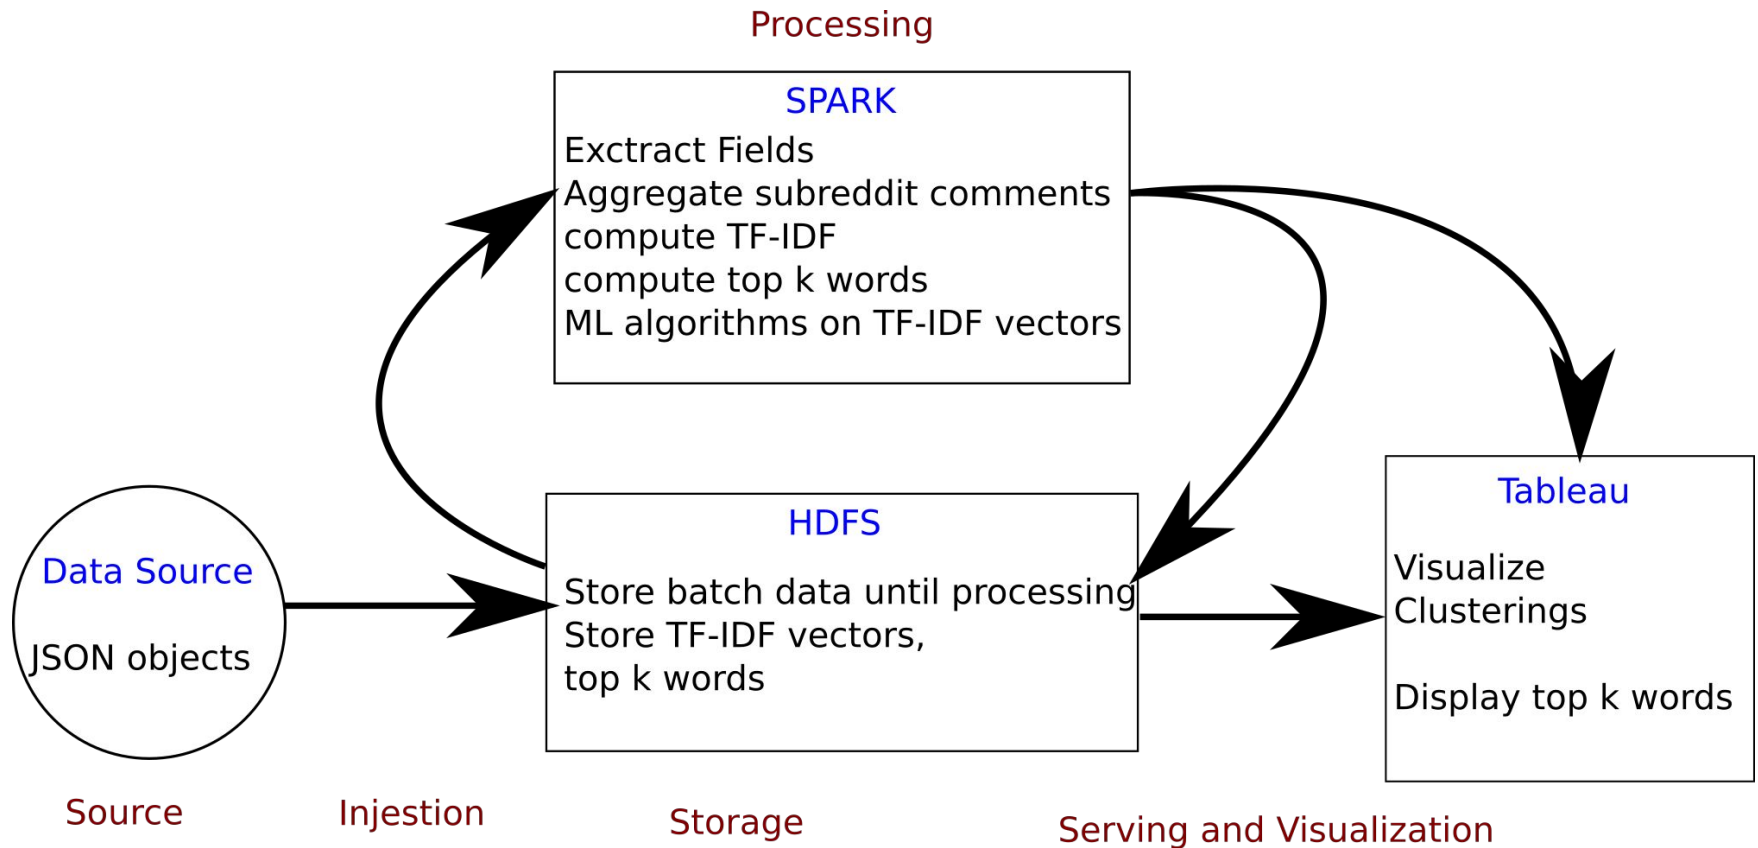 Processing
SPARK
Exctract Fields
Aggregate subreddit comments
compute TF-IDF
compute top k words
ML algorithms on TF-IDF vectors
Data Source
JSON objects
HDFS
Store batch data until processing
Store TF-IDF vectors,
top k words
Tableau
Visualize
Clusterings
Display top k words
Source
Injestion
Storage
Serving and Visualization